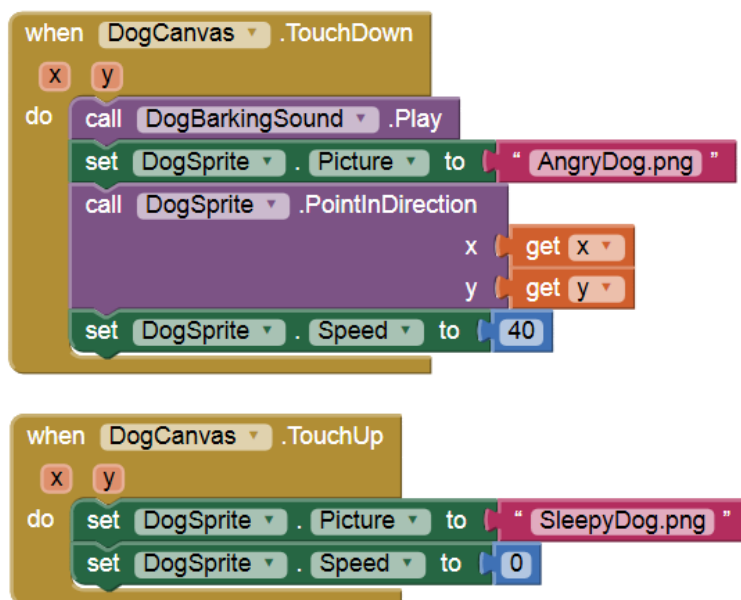 when DogCanvas .TouchDown
x y
do call DogBarkingSound .Play
set DogSprite . Picture to " AngryDog.png "
call DogSprite .PointInDirection
x get x
y get y
set DogSprite . Speed to 40
when DogCanvas .TouchUp
x y
do set DogSprite . Picture to " SleepyDog.png "
set DogSprite . Speed to 0